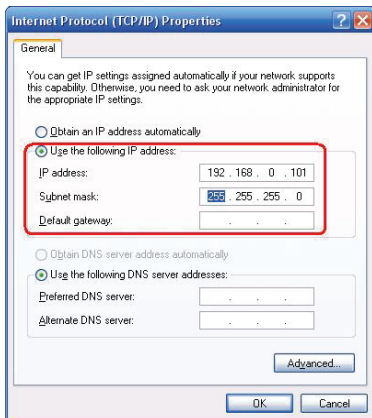 Internet Protocol (TCP/IP) Properties
General
You can get IP settings assigned automatically if your network supports
this capability. Otherwise, you need to ask your network administrator for
the appropriate IP settings.
Obtain an IP address automatically
Use the following IP address:
IP address: 192 . 168 . 0 . 101
Subnet mask: 255 . 255 . 255 . 0
Default gateway: . . .
Obtain DNS server address automatically
Use the following DNS server addresses:
Preferred DNS server: . . .
Alternate DNS server: . . .
Advanced...
OK Cancel